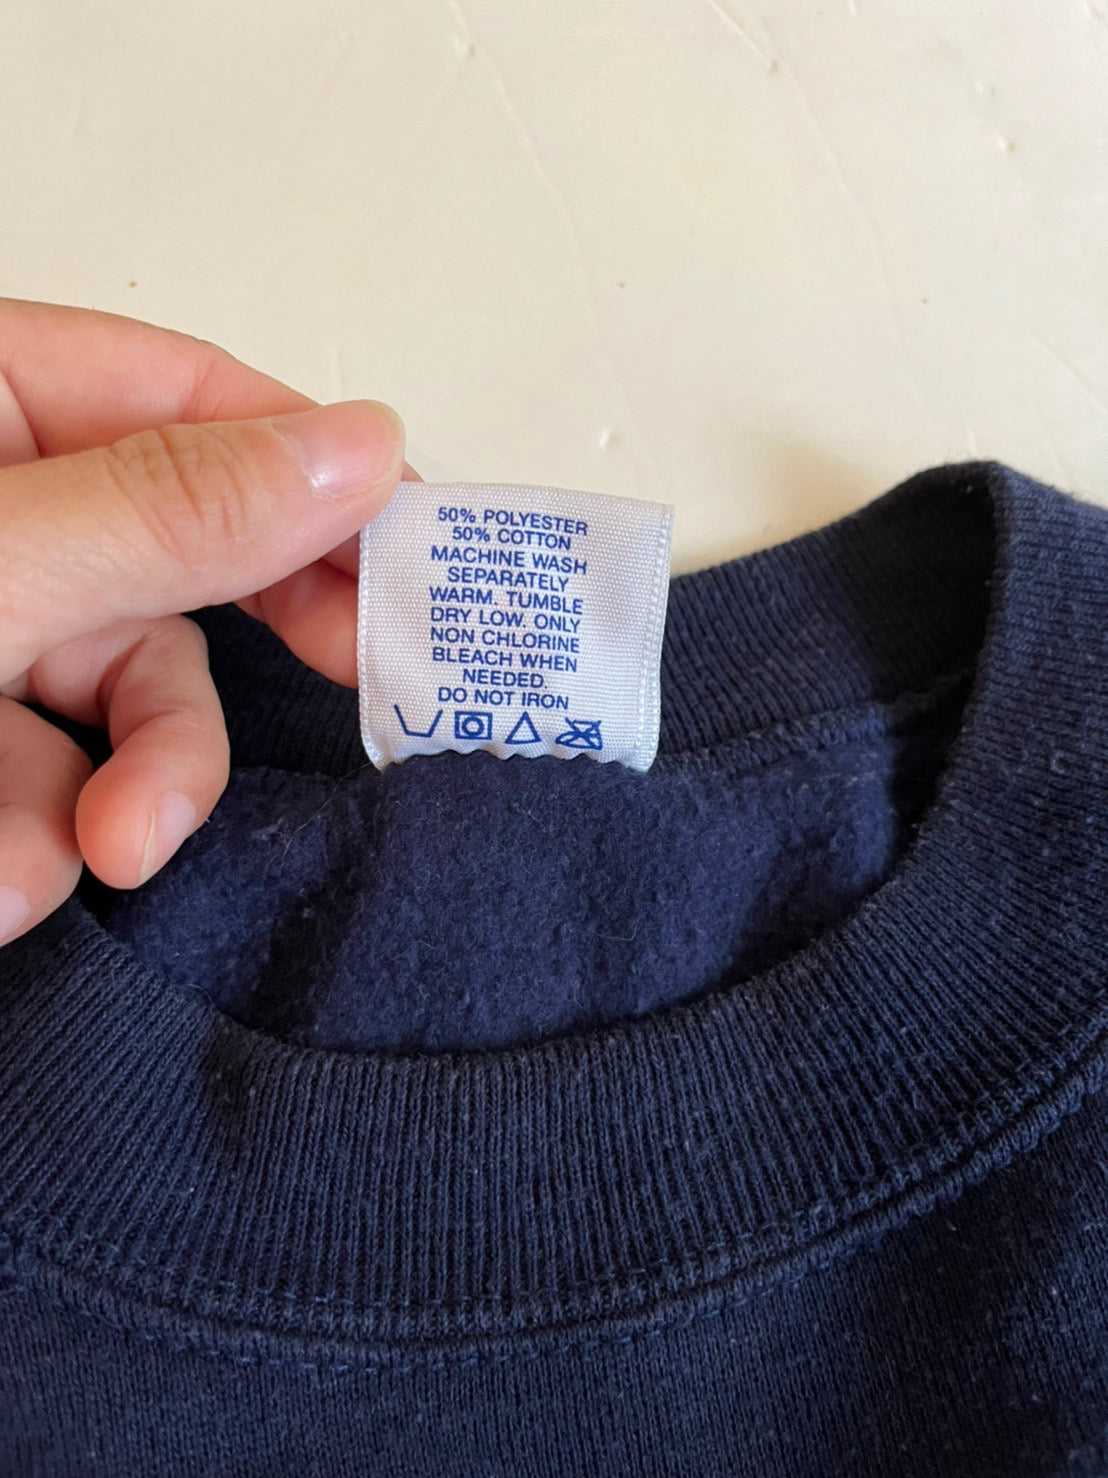 50% POLYESTER
50% COTTON
MACHINE WASH
SEPARATELY
WARM. TUMBLE
DRY LOW. ONLY
NON CHLORINE
BLEACH WHEN
NEEDED.
DO NOT IRON